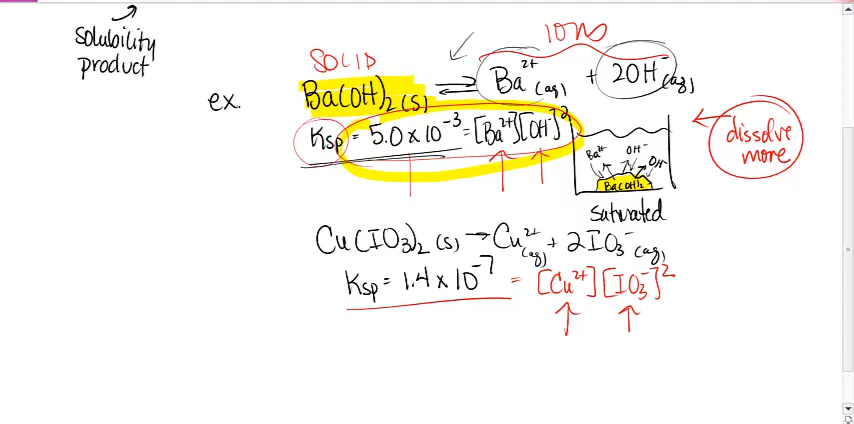 solubility
product
IONS
SOLID
ex. Ba(OH)₂(s) ⇌ Ba²⁺(aq) + 2OH⁻(aq)
Ksp = 5.0 x 10⁻³ = [Ba²⁺][OH⁻]²
dissolve
more
Ba²⁺ OH⁻ OH⁻
Ba(OH)₂
saturated
Cu(IO₃)₂(s) → Cu²⁺(aq) + 2IO₃⁻(aq)
Ksp = 1.4 x 10⁻⁷ = [Cu²⁺][IO₃⁻]²